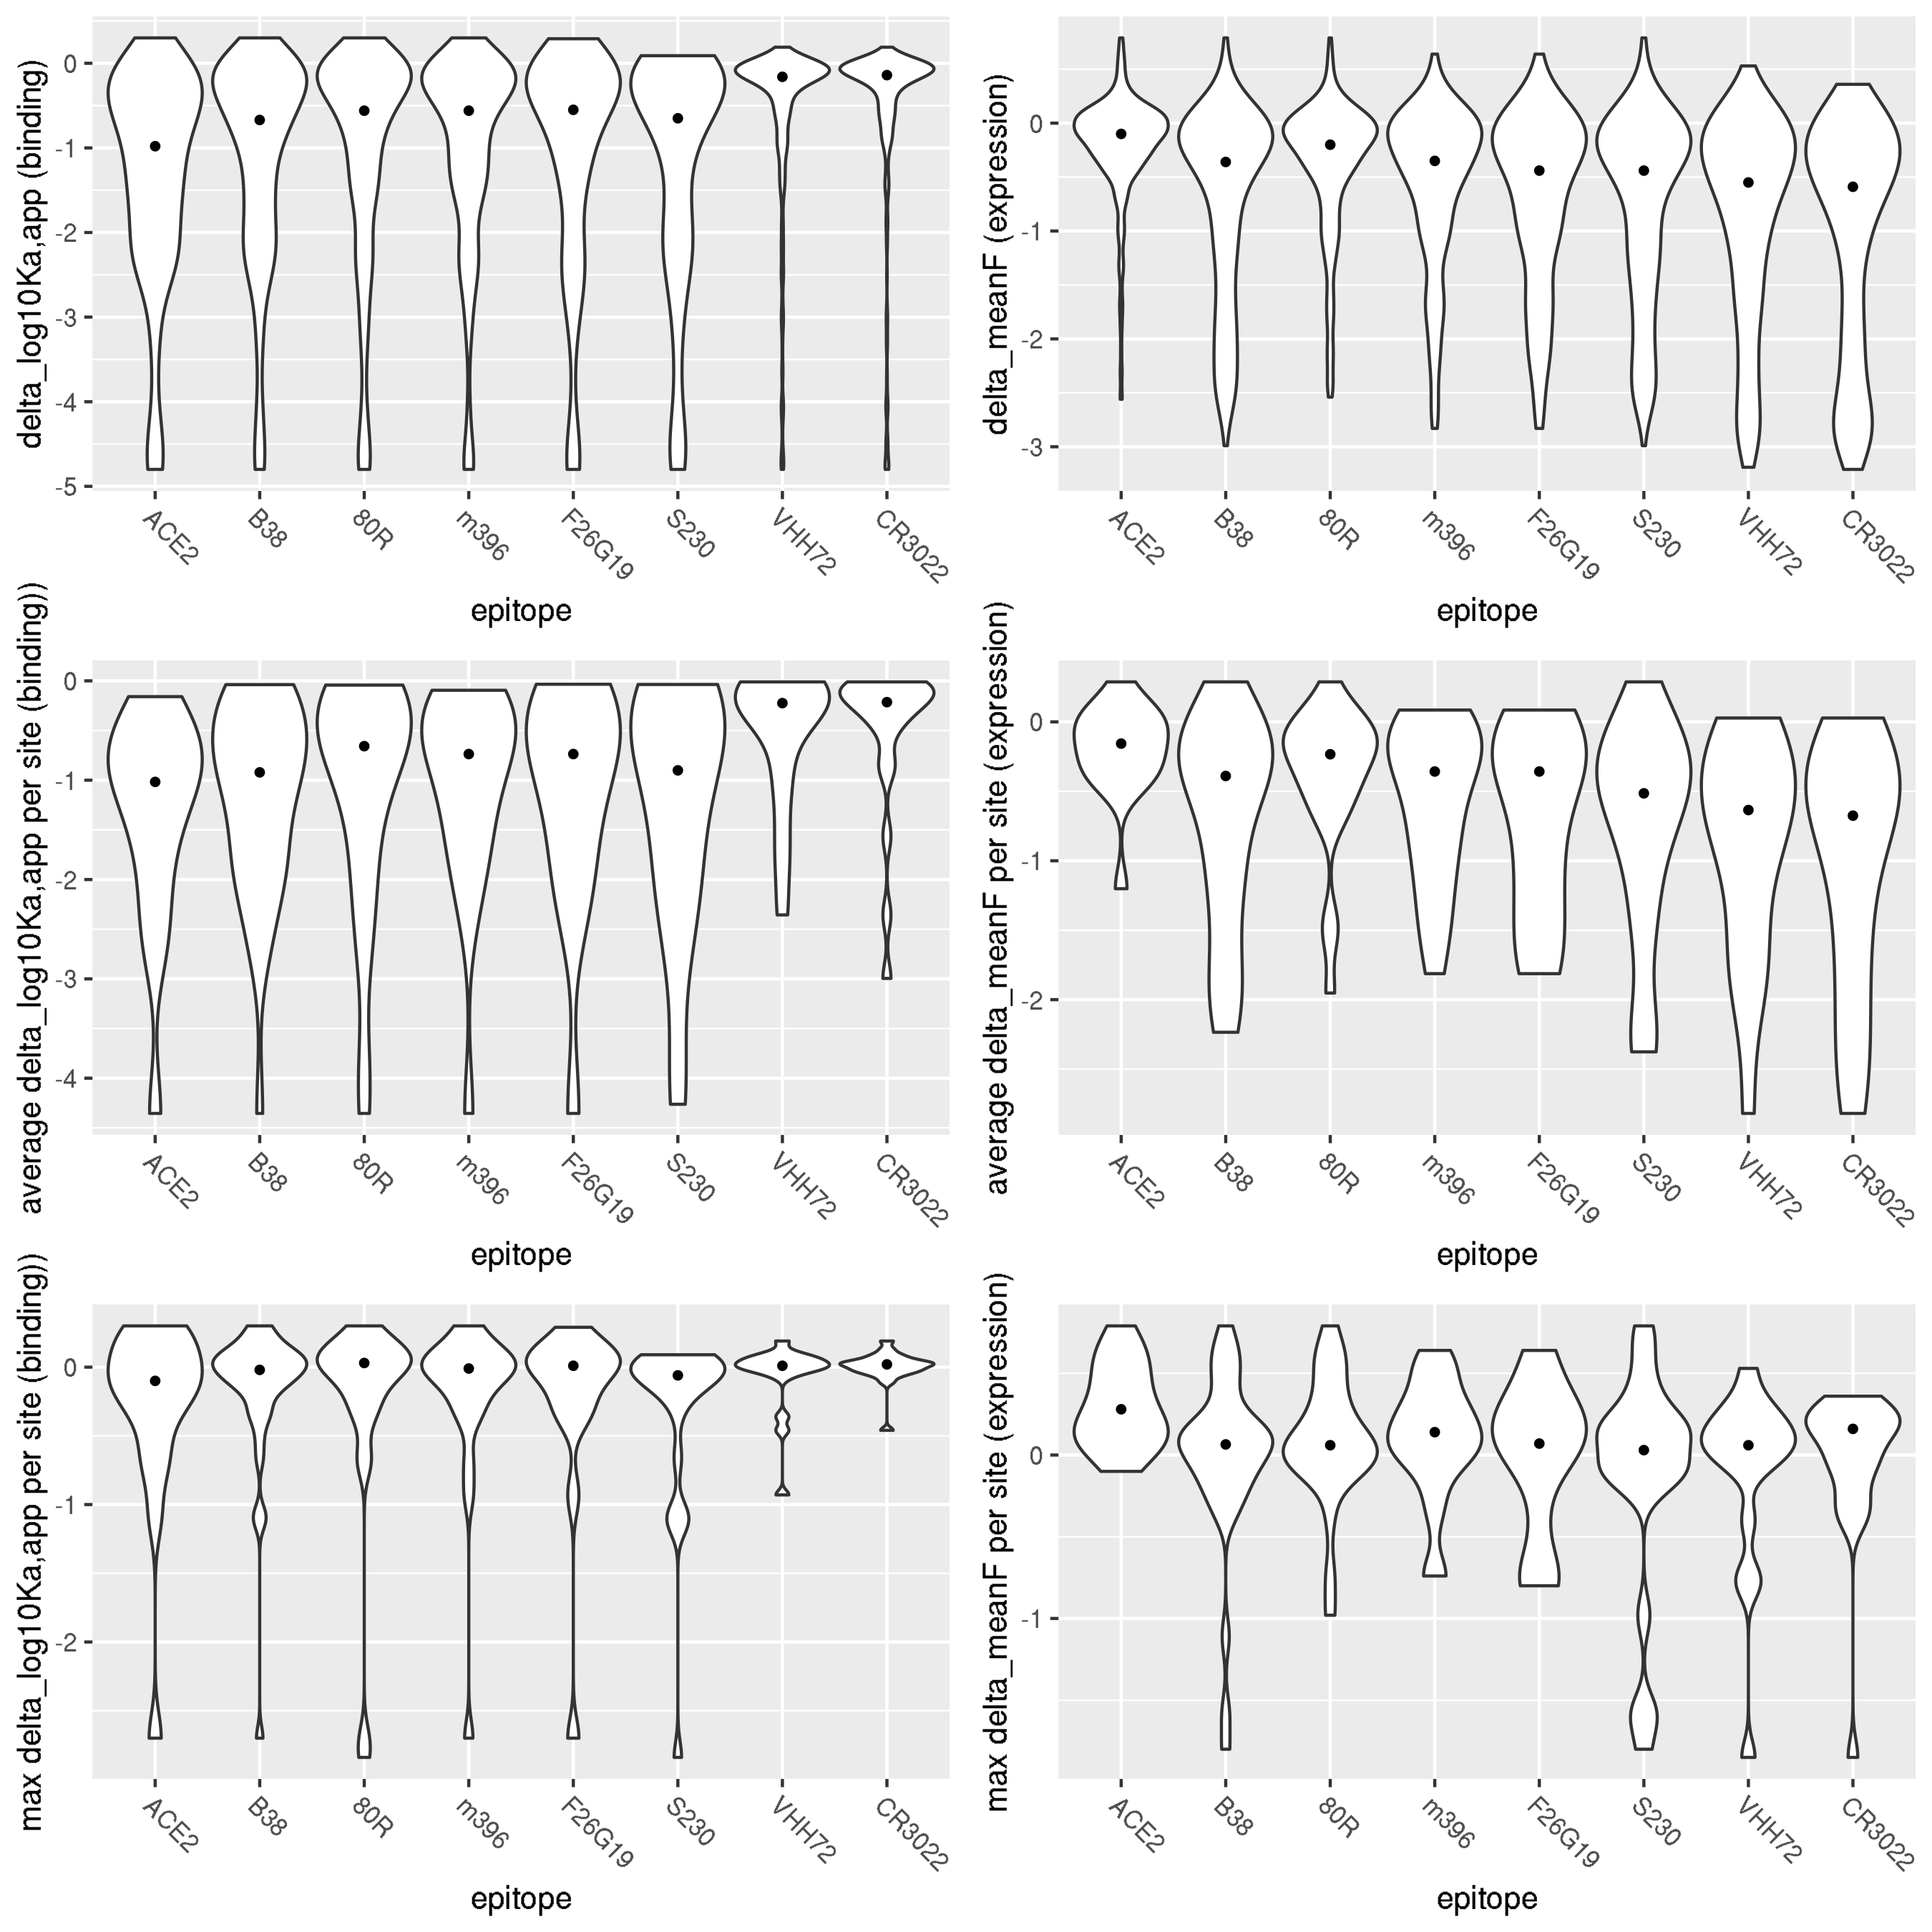 delta_log10Ka,app (binding)
0
-1
-2
-3
-4
-5
ACE2
B38
80R
m396
F26G19
S230
VHH72
CR3022
epitope
delta_meanF (expression)
0
-1
-2
-3
ACE2
B38
80R
m396
F26G19
S230
VHH72
CR3022
epitope
average delta_log10Ka,app per site (binding))
0
-1
-2
-3
-4
ACE2
B38
80R
m396
F26G19
S230
VHH72
CR3022
epitope
average delta_meanF per site (expression)
0
-1
-2
ACE2
B38
80R
m396
F26G19
S230
VHH72
CR3022
epitope
max delta_log10Ka,app per site (binding))
0
-1
-2
ACE2
B38
80R
m396
F26G19
S230
VHH72
CR3022
epitope
max delta_meanF per site (expression)
0
-1
ACE2
B38
80R
m396
F26G19
S230
VHH72
CR3022
epitope